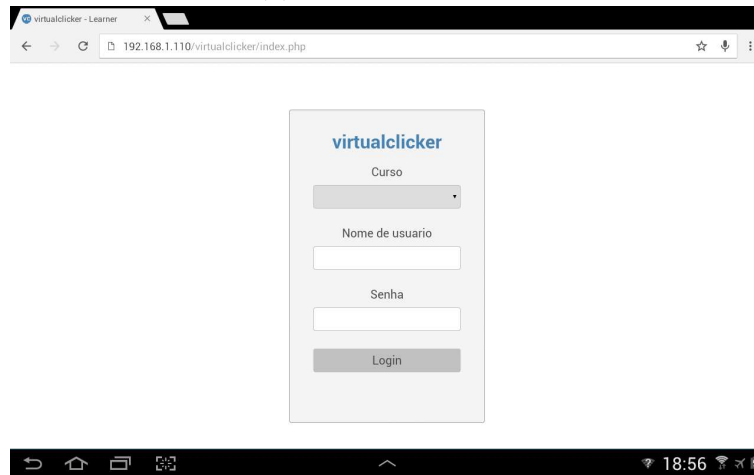 virtualclicker - Learner
192.168.1.110/virtualclicker/index.php
virtualclicker
Curso
Nome de usuario
Senha
Login
18:56